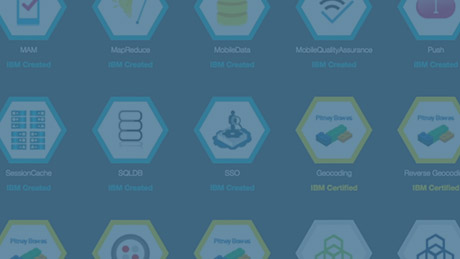 MAM MapReduce MobileData MobileQualityAssurance Push
IBM Created IBM Created IBM Created IBM Created IBM Created
Pitney Bowes Pitney Bowes
SessionCache SQLDB SSO Geocoding Reverse Geocodi
IBM Created IBM Created IBM Created IBM Certified IBM Certified
Pitney Bowes Pitney Bowes